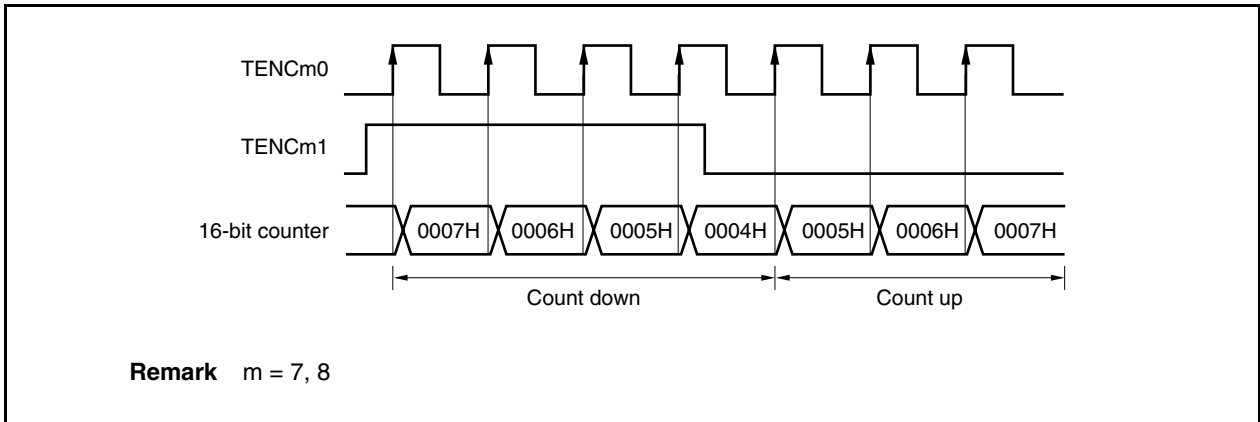 TENCm0
TENCm1
16-bit counter 0007H 0006H 0005H 0004H 0005H 0006H 0007H
Count down Count up
Remark m = 7, 8